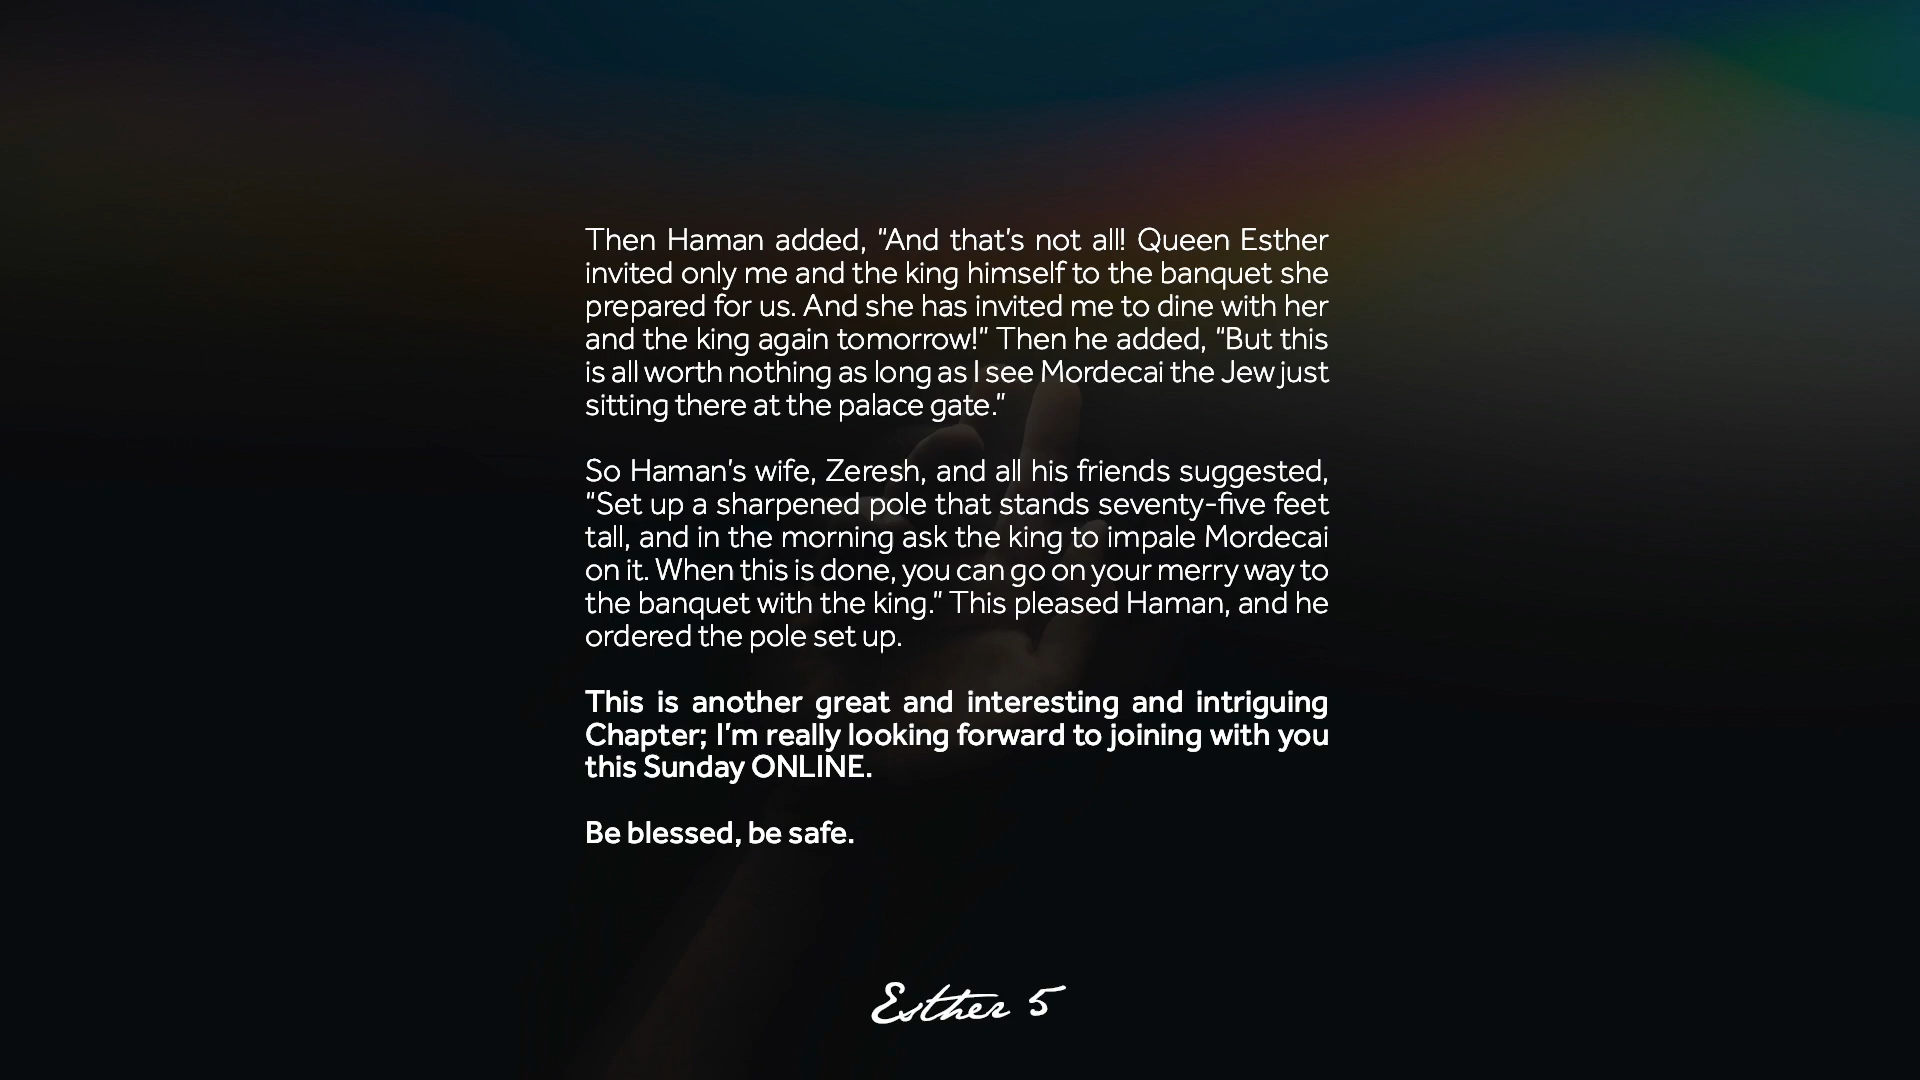 Then Haman added, “And that’s not all! Queen Esther
invited only me and the king himself to the banquet she
prepared for us. And she has invited me to dine with her
and the king again tomorrow!” Then he added, “But this
is all worth nothing as long as I see Mordecai the Jew just
sitting there at the palace gate.”
So Haman’s wife, Zeresh, and all his friends suggested,
“Set up a sharpened pole that stands seventy-five feet
tall, and in the morning ask the king to impale Mordecai
on it. When this is done, you can go on your merry way to
the banquet with the king.” This pleased Haman, and he
ordered the pole set up.
This is another great and interesting and intriguing
Chapter; I’m really looking forward to joining with you
this Sunday ONLINE.
Be blessed, be safe.
Esther 5